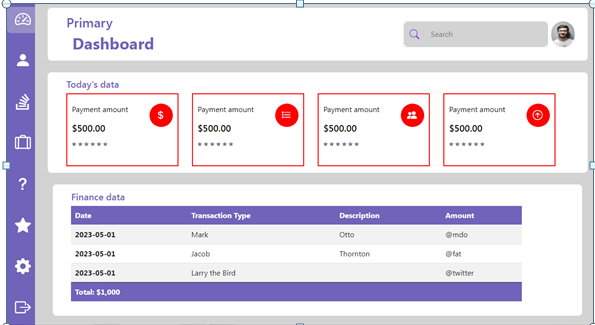 Primary
Dashboard
Search
Today's data
Payment amount
$500.00
******
Payment amount
$500.00
******
Payment amount
$500.00
******
Payment amount
$500.00
******
Finance data
Date Transaction Type Description Amount
2023-05-01 Mark Otto @mdo
2023-05-01 Jacob Thornton @fat
2023-05-01 Larry the Bird @twitter
Total: $1,000